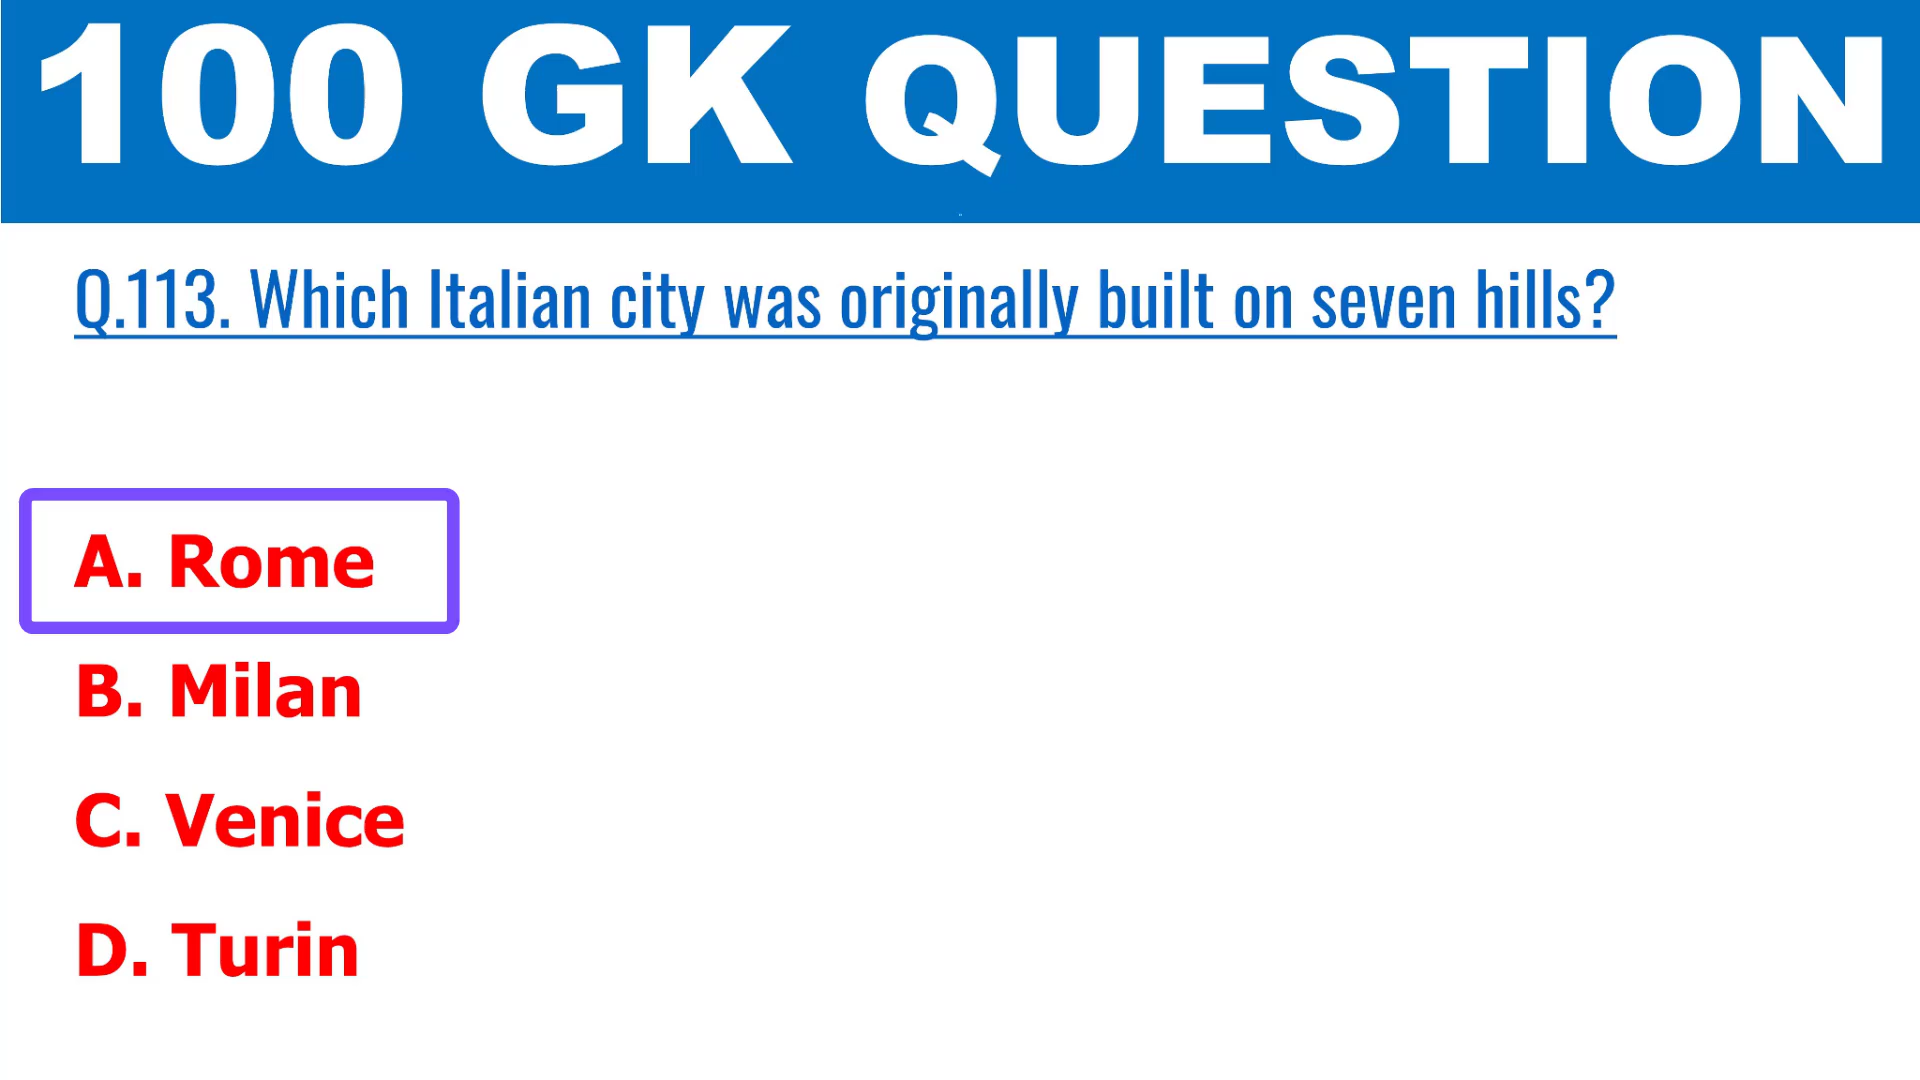 100 GK QUESTION
Q.113. Which Italian city was originally built on seven hills?
A. Rome
B. Milan
C. Venice
D. Turin